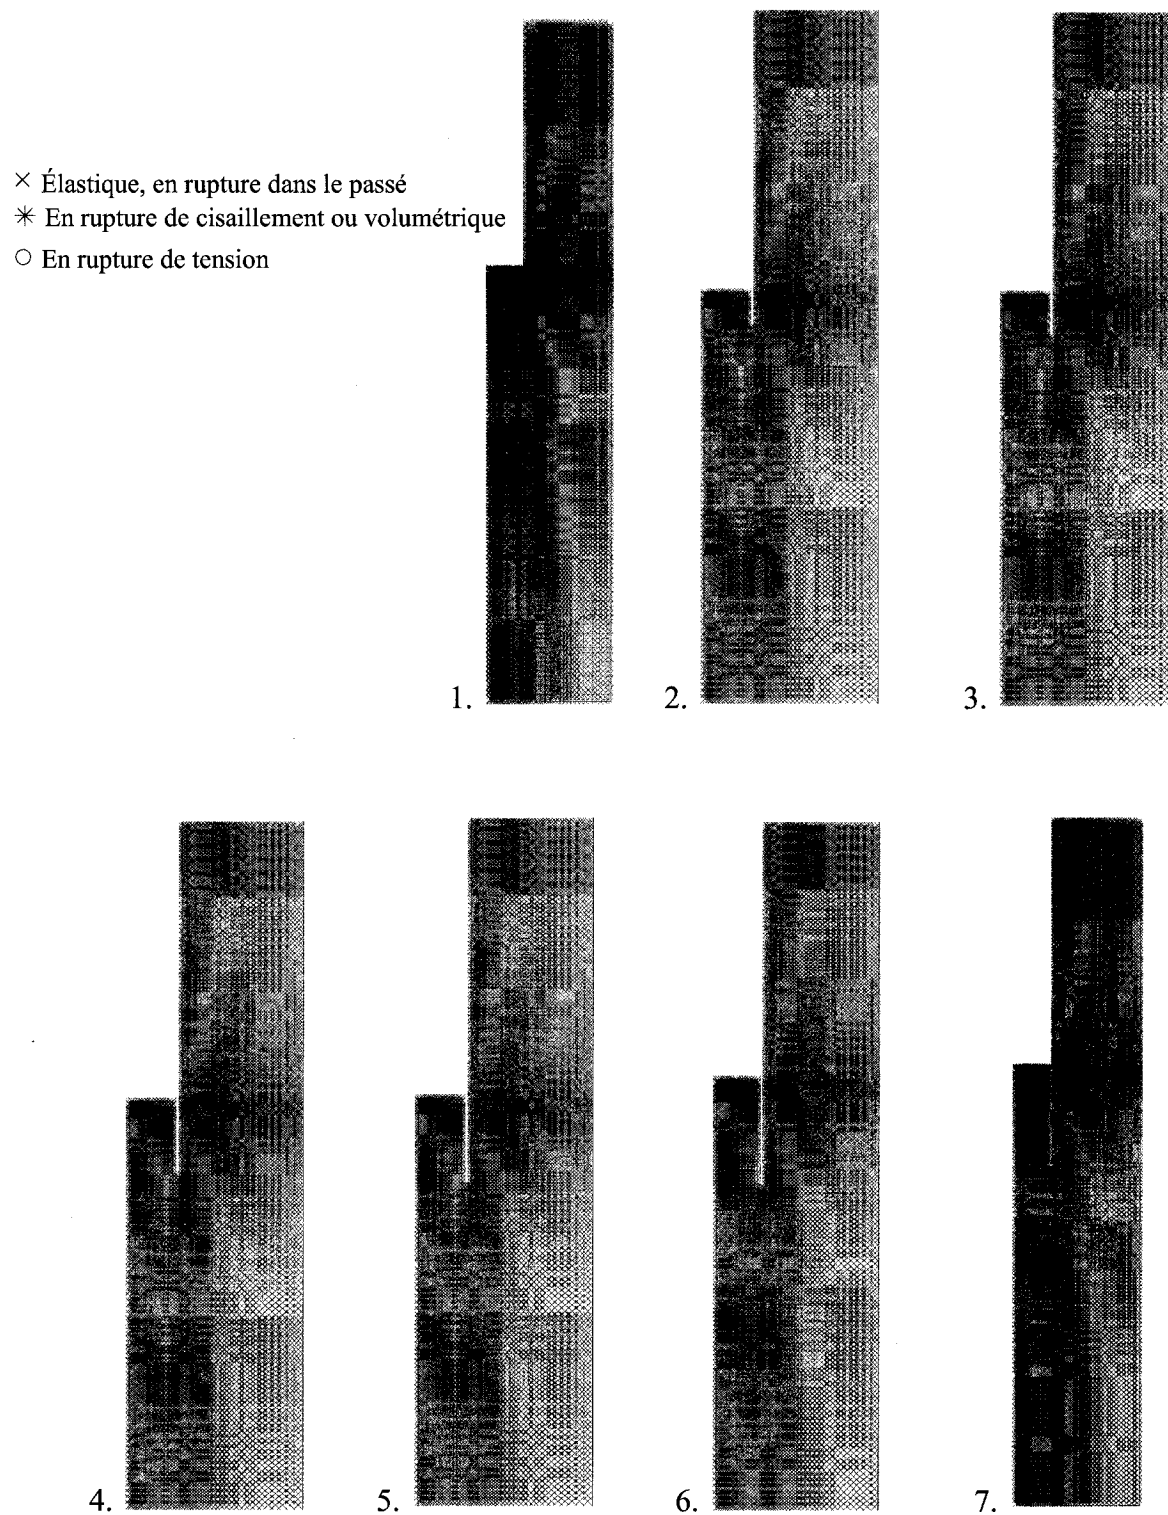 × Élastique, en rupture dans le passé
✳ En rupture de cisaillement ou volumétrique
○ En rupture de tension
1.
2.
3.
4.
5.
6.
7.